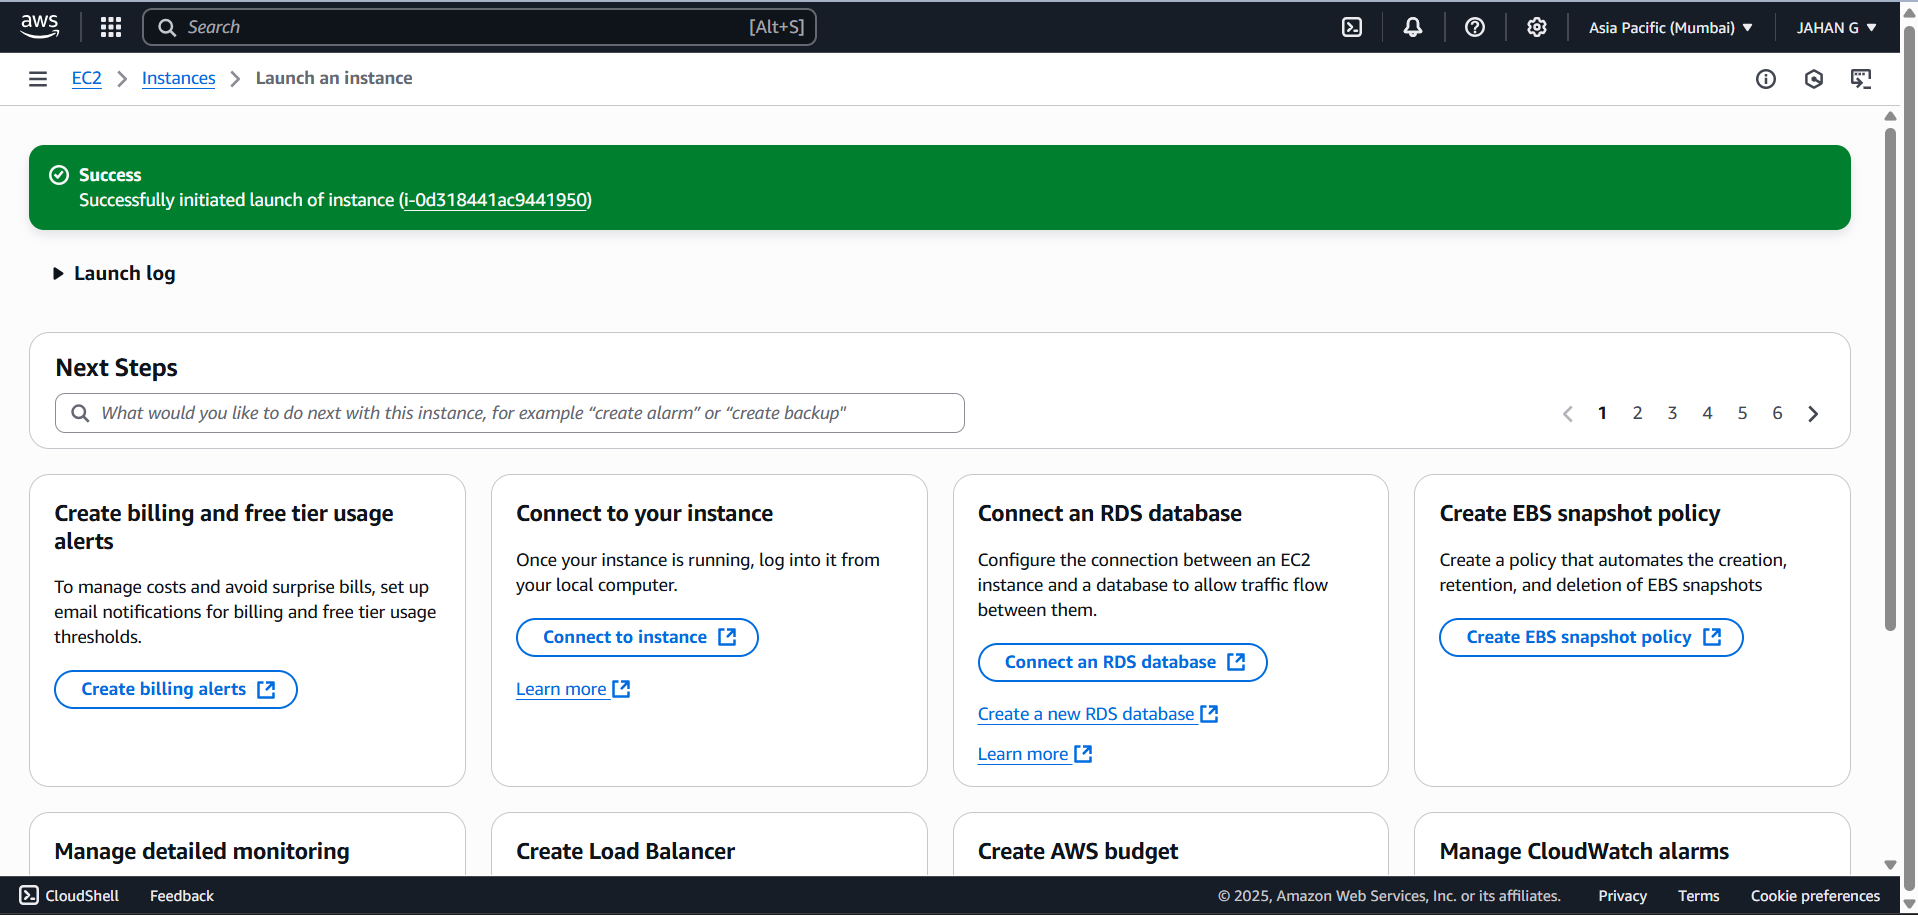 aws
Search [Alt+S]
Asia Pacific (Mumbai)
JAHAN G
EC2
Instances
Launch an instance
Success
Successfully initiated launch of instance (i-0d318441ac9441950)
Launch log
Next Steps
What would you like to do next with this instance, for example “create alarm” or “create backup"
1 2 3 4 5 6
Create billing and free tier usage
alerts
To manage costs and avoid surprise bills, set up
email notifications for billing and free tier usage
thresholds.
Create billing alerts
Connect to your instance
Once your instance is running, log into it from
your local computer.
Connect to instance
Learn more
Connect an RDS database
Configure the connection between an EC2
instance and a database to allow traffic flow
between them.
Connect an RDS database
Create a new RDS database
Learn more
Create EBS snapshot policy
Create a policy that automates the creation,
retention, and deletion of EBS snapshots
Create EBS snapshot policy
Manage detailed monitoring
Create Load Balancer
Create AWS budget
Manage CloudWatch alarms
CloudShell
Feedback
© 2025, Amazon Web Services, Inc. or its affiliates.
Privacy
Terms
Cookie preferences